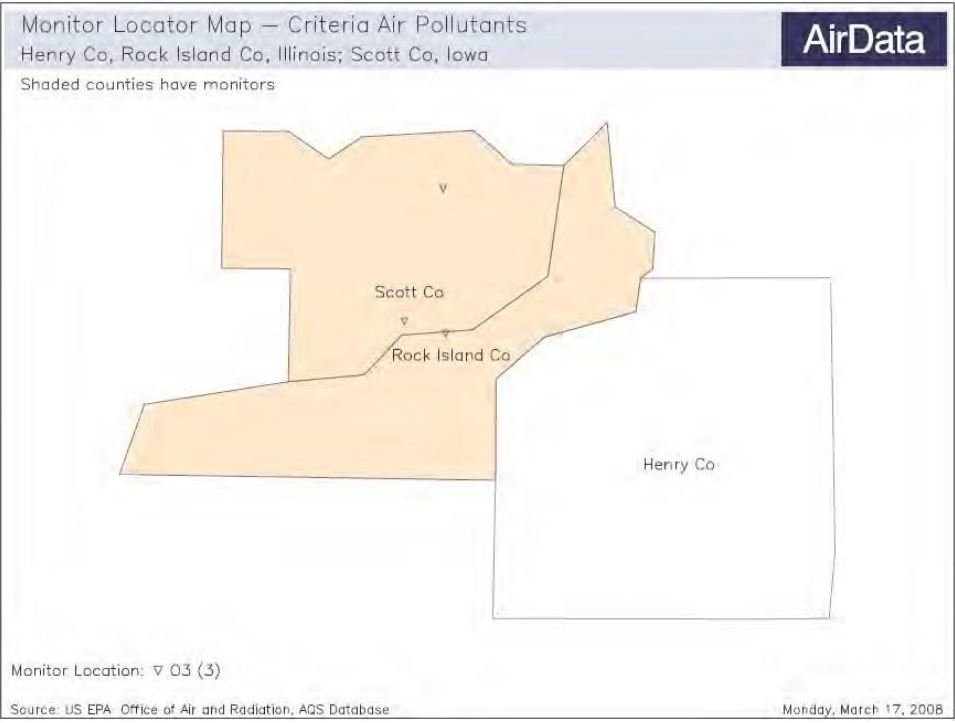 Monitor Locator Map — Criteria Air Pollutants
AirData
Henry Co, Rock Island Co, Illinois; Scott Co, Iowa
Shaded counties have monitors
Scott Co
Rock Island Co
Henry Co
Monitor Location: ▽ O3 (3)
Source: US EPA Office of Air and Radiation, AQS Database
Monday, March 17, 2008